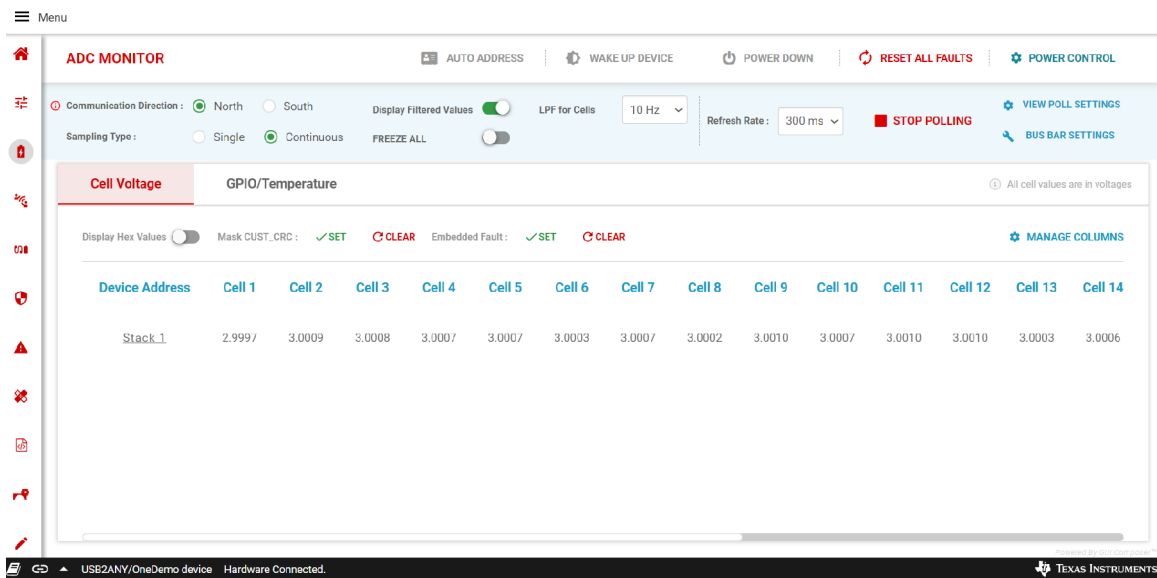 Menu
ADC MONITOR AUTO ADDRESS WAKE UP DEVICE POWER DOWN RESET ALL FAULTS POWER CONTROL
Communication Direction : North South Display Filtered Values LPF for Cells 10 Hz Refresh Rate : 300 ms STOP POLLING VIEW POLL SETTINGS
Sampling Type : Single Continuous FREEZE ALL BUS BAR SETTINGS
Cell Voltage GPIO/Temperature All cell values are in voltages
Display Hex Values Mask CUST_CRC : SET CLEAR Embedded Fault : SET CLEAR MANAGE COLUMNS
Device Address Cell 1 Cell 2 Cell 3 Cell 4 Cell 5 Cell 6 Cell 7 Cell 8 Cell 9 Cell 10 Cell 11 Cell 12 Cell 13 Cell 14
Stack 1 2.9997 3.0009 3.0008 3.0007 3.0007 3.0003 3.0007 3.0002 3.0010 3.0007 3.0010 3.0010 3.0003 3.0006
Powered By GUI Composer™
USB2ANY/OneDemo device Hardware Connected. TEXAS INSTRUMENTS